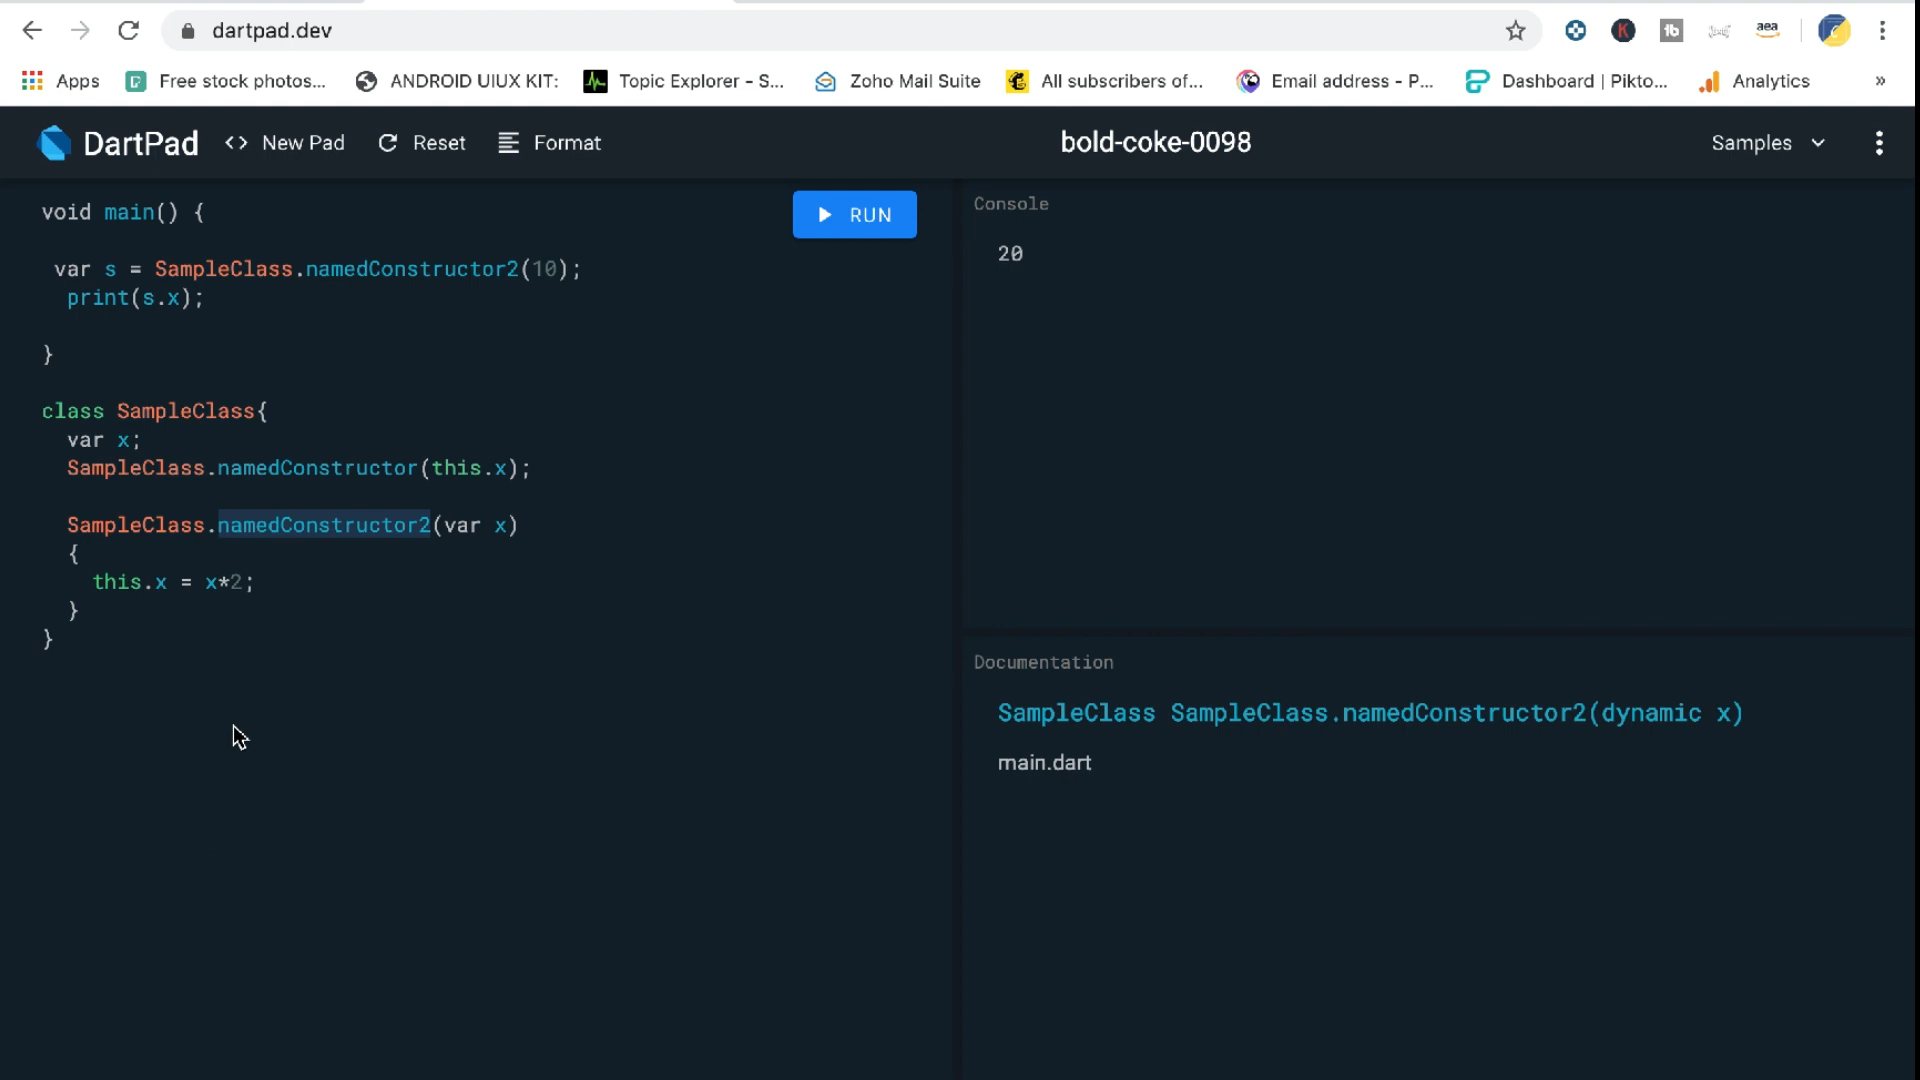 dartpad.dev
aea
Apps
Free stock photos...
ANDROID UIUX KIT:
Topic Explorer - S...
Zoho Mail Suite
All subscribers of...
Email address - P...
Dashboard | Pikto...
Analytics
»
DartPad
<> New Pad
Reset
Format
bold-coke-0098
Samples
void main() {
RUN
var s = SampleClass.namedConstructor2(10);
print(s.x);
}
class SampleClass{
var x;
SampleClass.namedConstructor(this.x);
SampleClass.namedConstructor2(var x)
{
this.x = x*2;
}
}
Console
20
Documentation
SampleClass SampleClass.namedConstructor2(dynamic x)
main.dart